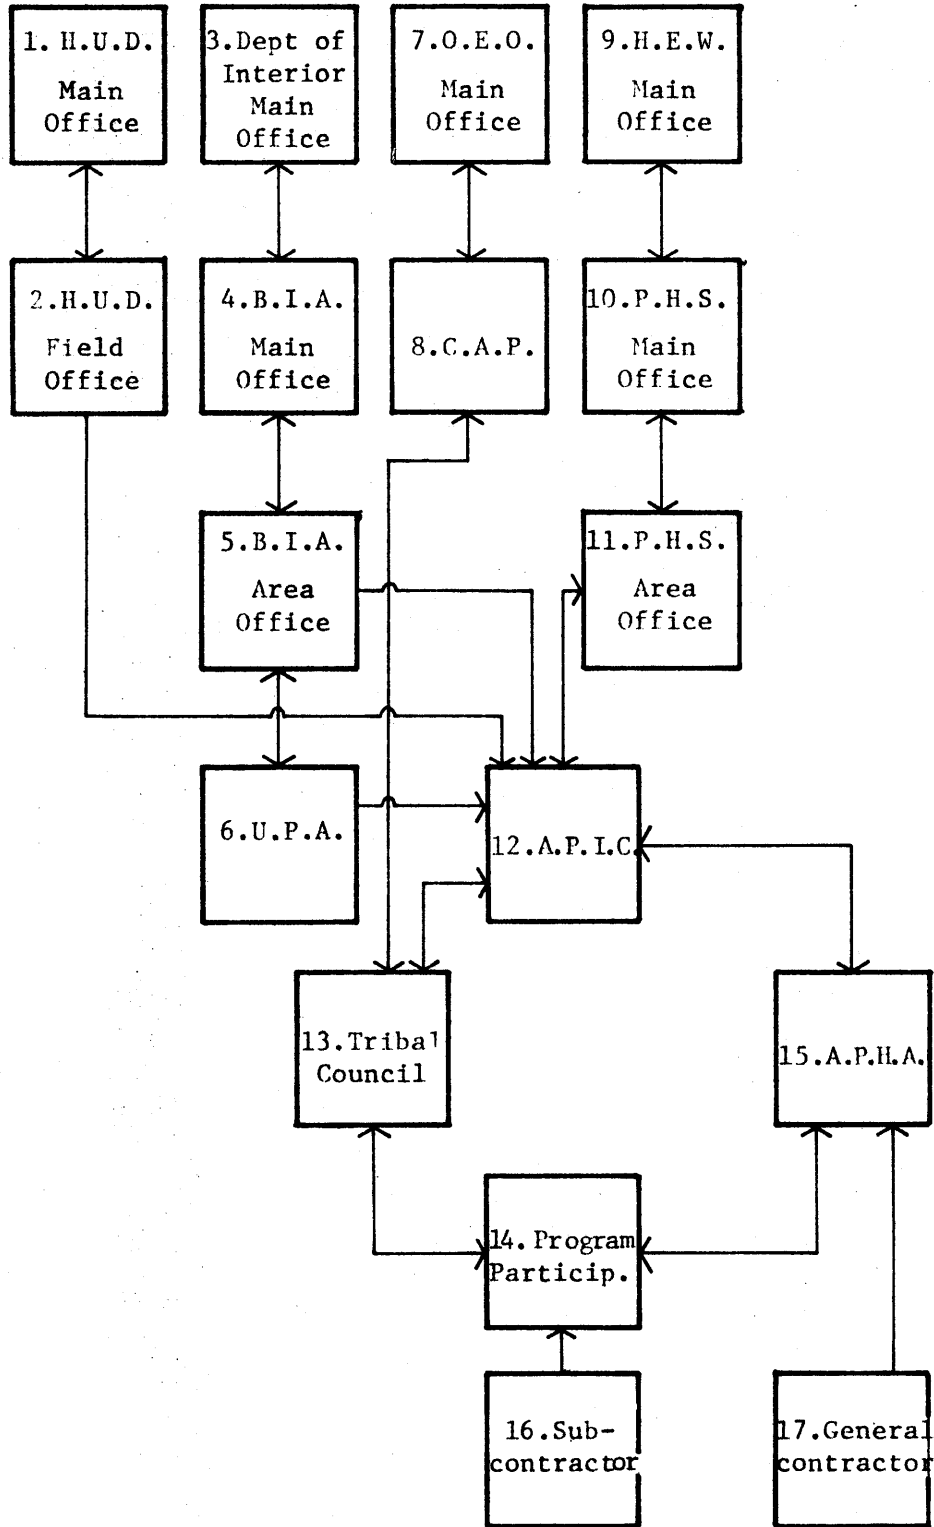 1. H.U.D.
Main
Office
3.Dept of
Interior
Main
Office
7.O.E.O.
Main
Office
9.H.E.W.
Main
Office
2.H.U.D.
Field
Office
4.B.I.A.
Main
Office
8.C.A.P.
10.P.H.S.
Main
Office
5.B.I.A.
Area
Office
11.P.H.S.
Area
Office
6.U.P.A.
12.A.P.I.C.
13.Tribal
Council
15.A.P.H.A.
14.Program
Particip.
16.Sub-
contractor
17.General
contractor